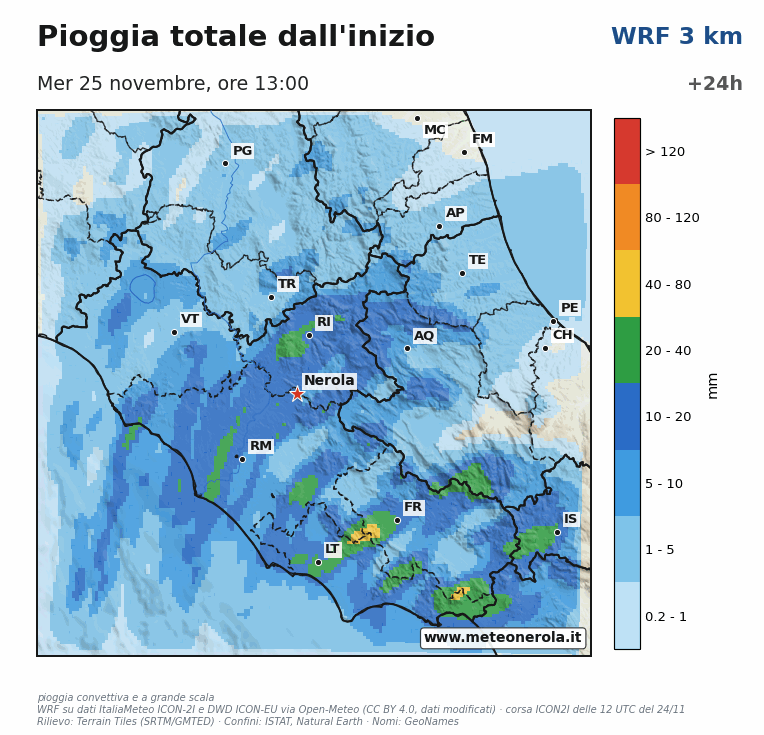 Pioggia totale dall'inizio
WRF 3 km
Mer 25 novembre, ore 13:00
+24h
MC
FM
PG
> 120
AP
80 - 120
TE
40 - 80
TR
PE
VT
RI
AQ
CH
20 - 40
Nerola
mm
10 - 20
RM
5 - 10
FR
IS
LT
1 - 5
0.2 - 1
www.meteonerola.it
pioggia convettiva e a grande scala
WRF su dati ItaliaMeteo ICON-2I e DWD ICON-EU via Open-Meteo (CC BY 4.0, dati modificati) · corsa ICON2I delle 12 UTC del 24/11
Rilievo: Terrain Tiles (SRTM/GMTED) · Confini: ISTAT, Natural Earth · Nomi: GeoNames